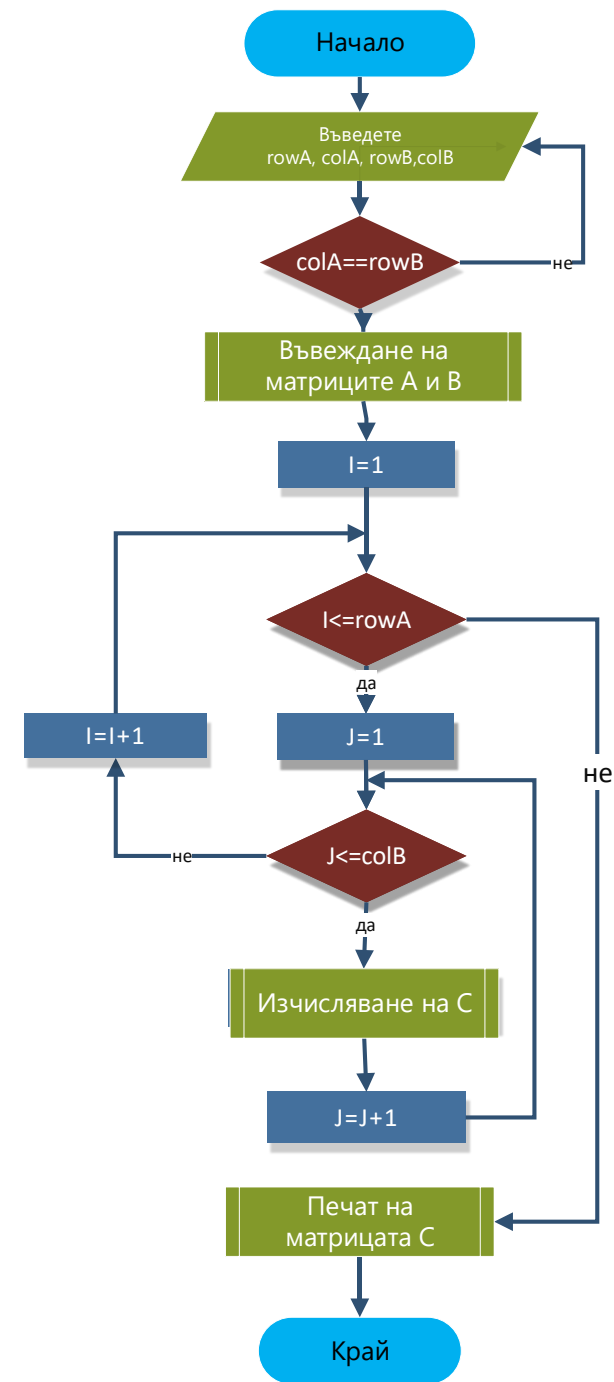 Начало
Въведете
rowA, colA, rowB,colB
colA==rowB
не
Въвеждане на
матриците А и В
I=1
I<=rowA
да
I=I+1
J=1
не
J<=colB
не
да
Изчисляване на С
J=J+1
Печат на
матрицата С
Край